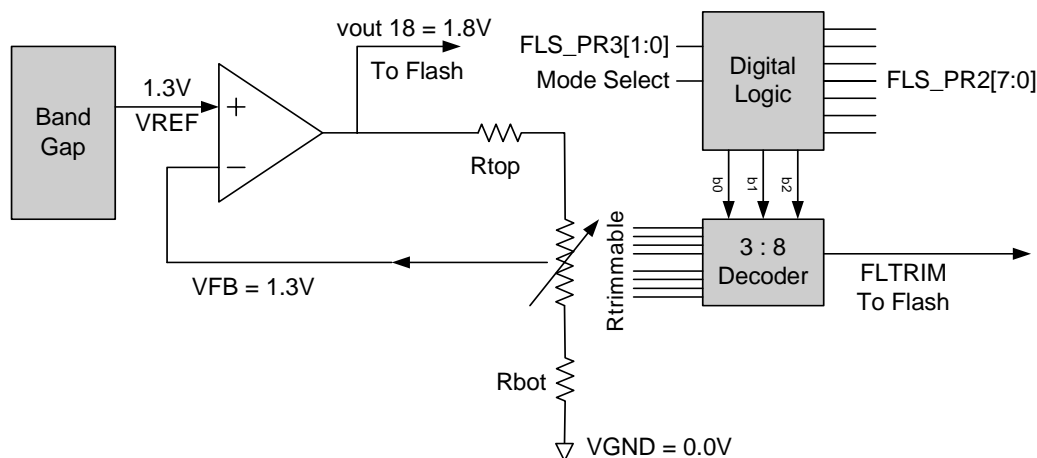 vout 18 = 1.8V
To Flash
FLS_PR3[1:0]
Mode Select
Digital
Logic
FLS_PR2[7:0]
Band
Gap
1.3V
VREF
+
−
Rtop
b0
b1
b2
VFB = 1.3V
Rtrimmable
3 : 8
Decoder
FLTRIM
To Flash
Rbot
VGND = 0.0V